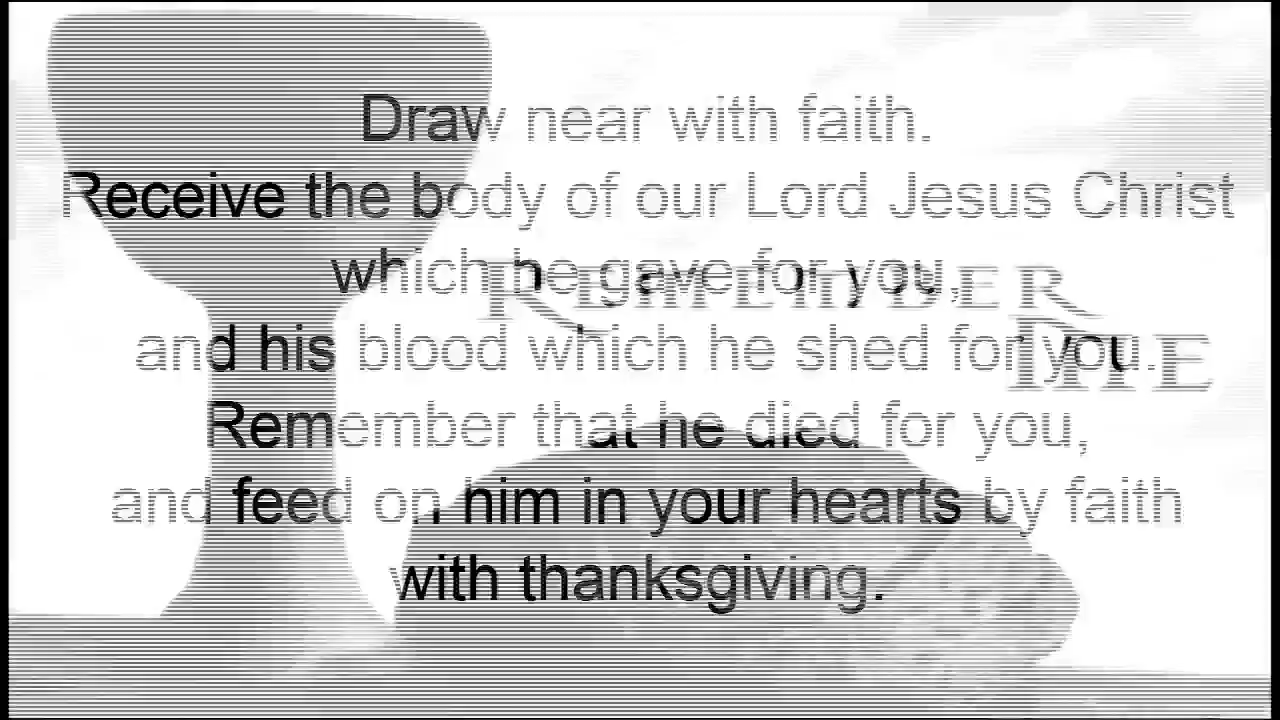 Draw near with faith.
Receive the body of our Lord Jesus Christ
which he gave for you,
REMEMBER
and his blood which he shed for you.
ME
Remember that he died for you,
and feed on him in your hearts by faith
with thanksgiving.